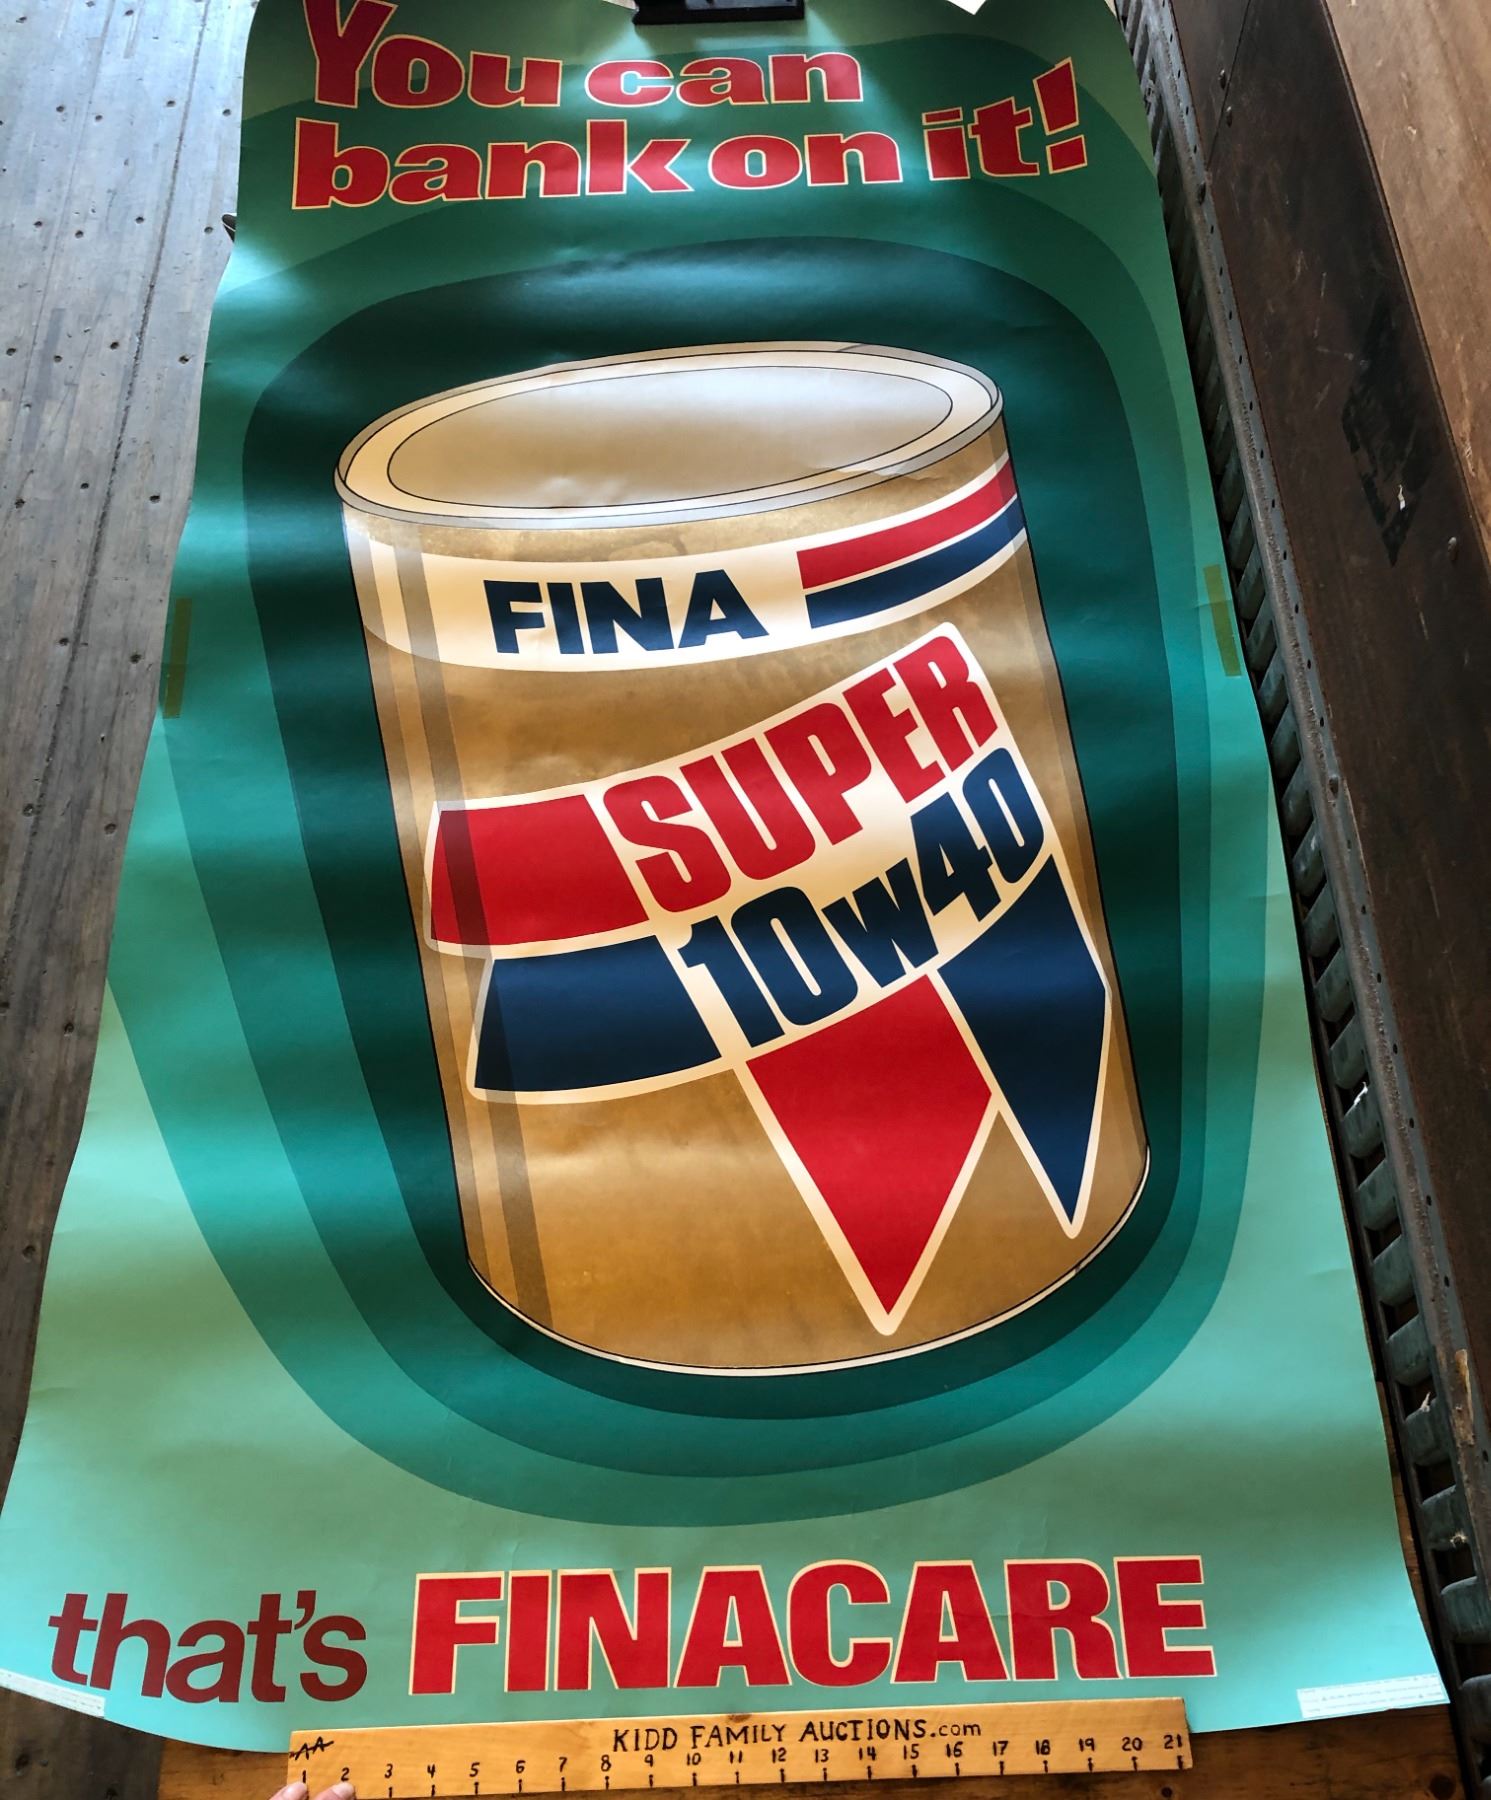 You can
bank on it!
FINA
SUPER
10W40
that's FINACARE
KIDD FAMILY AUCTIONS.com
AA
1 2 3 4 5 6 7 8 9 10 11 12 13 14 15 16 17 18 19 20 21